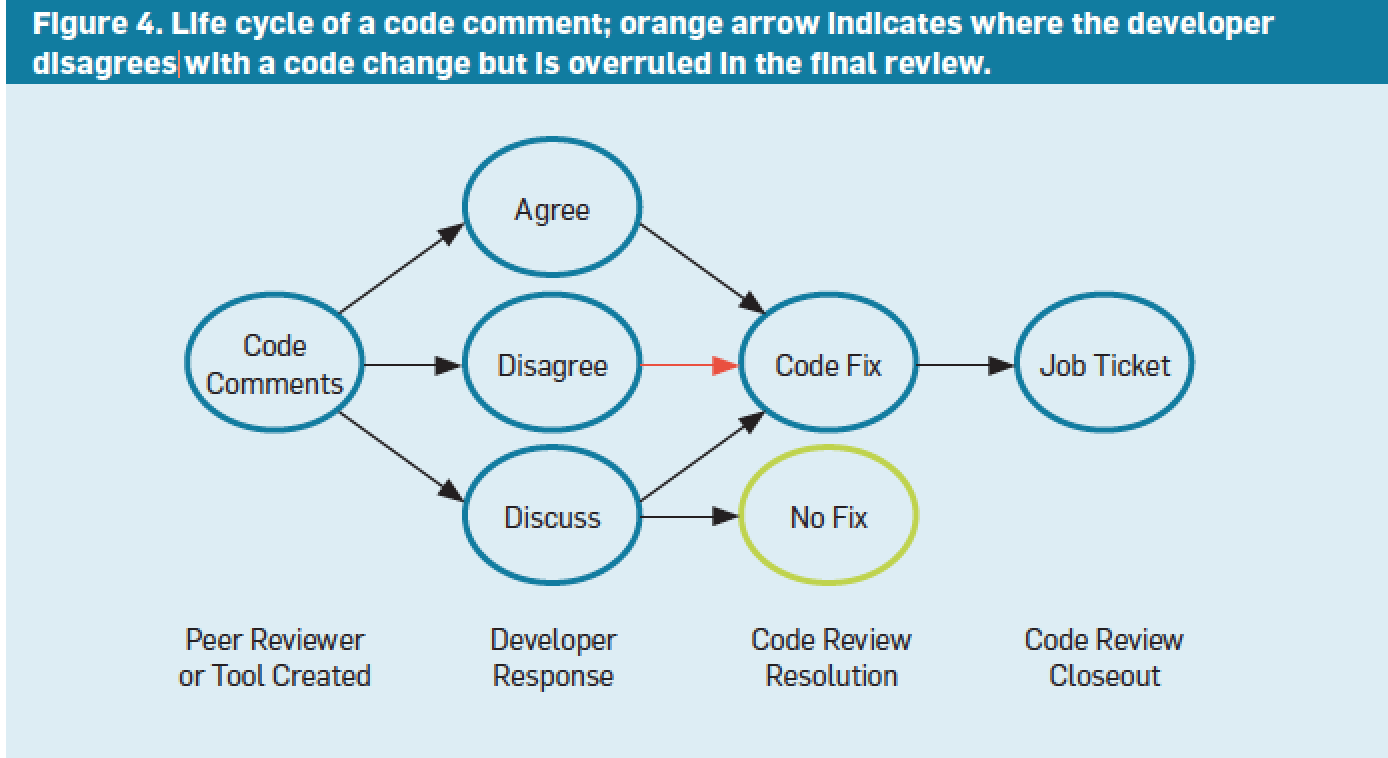 Figure 4. Life cycle of a code comment; orange arrow indicates where the developer
disagrees with a code change but is overruled in the final review.
Agree
Code
Comments
Disagree
Code Fix
Job Ticket
Discuss
No Fix
Peer Reviewer
or Tool Created
Developer
Response
Code Review
Resolution
Code Review
Closeout